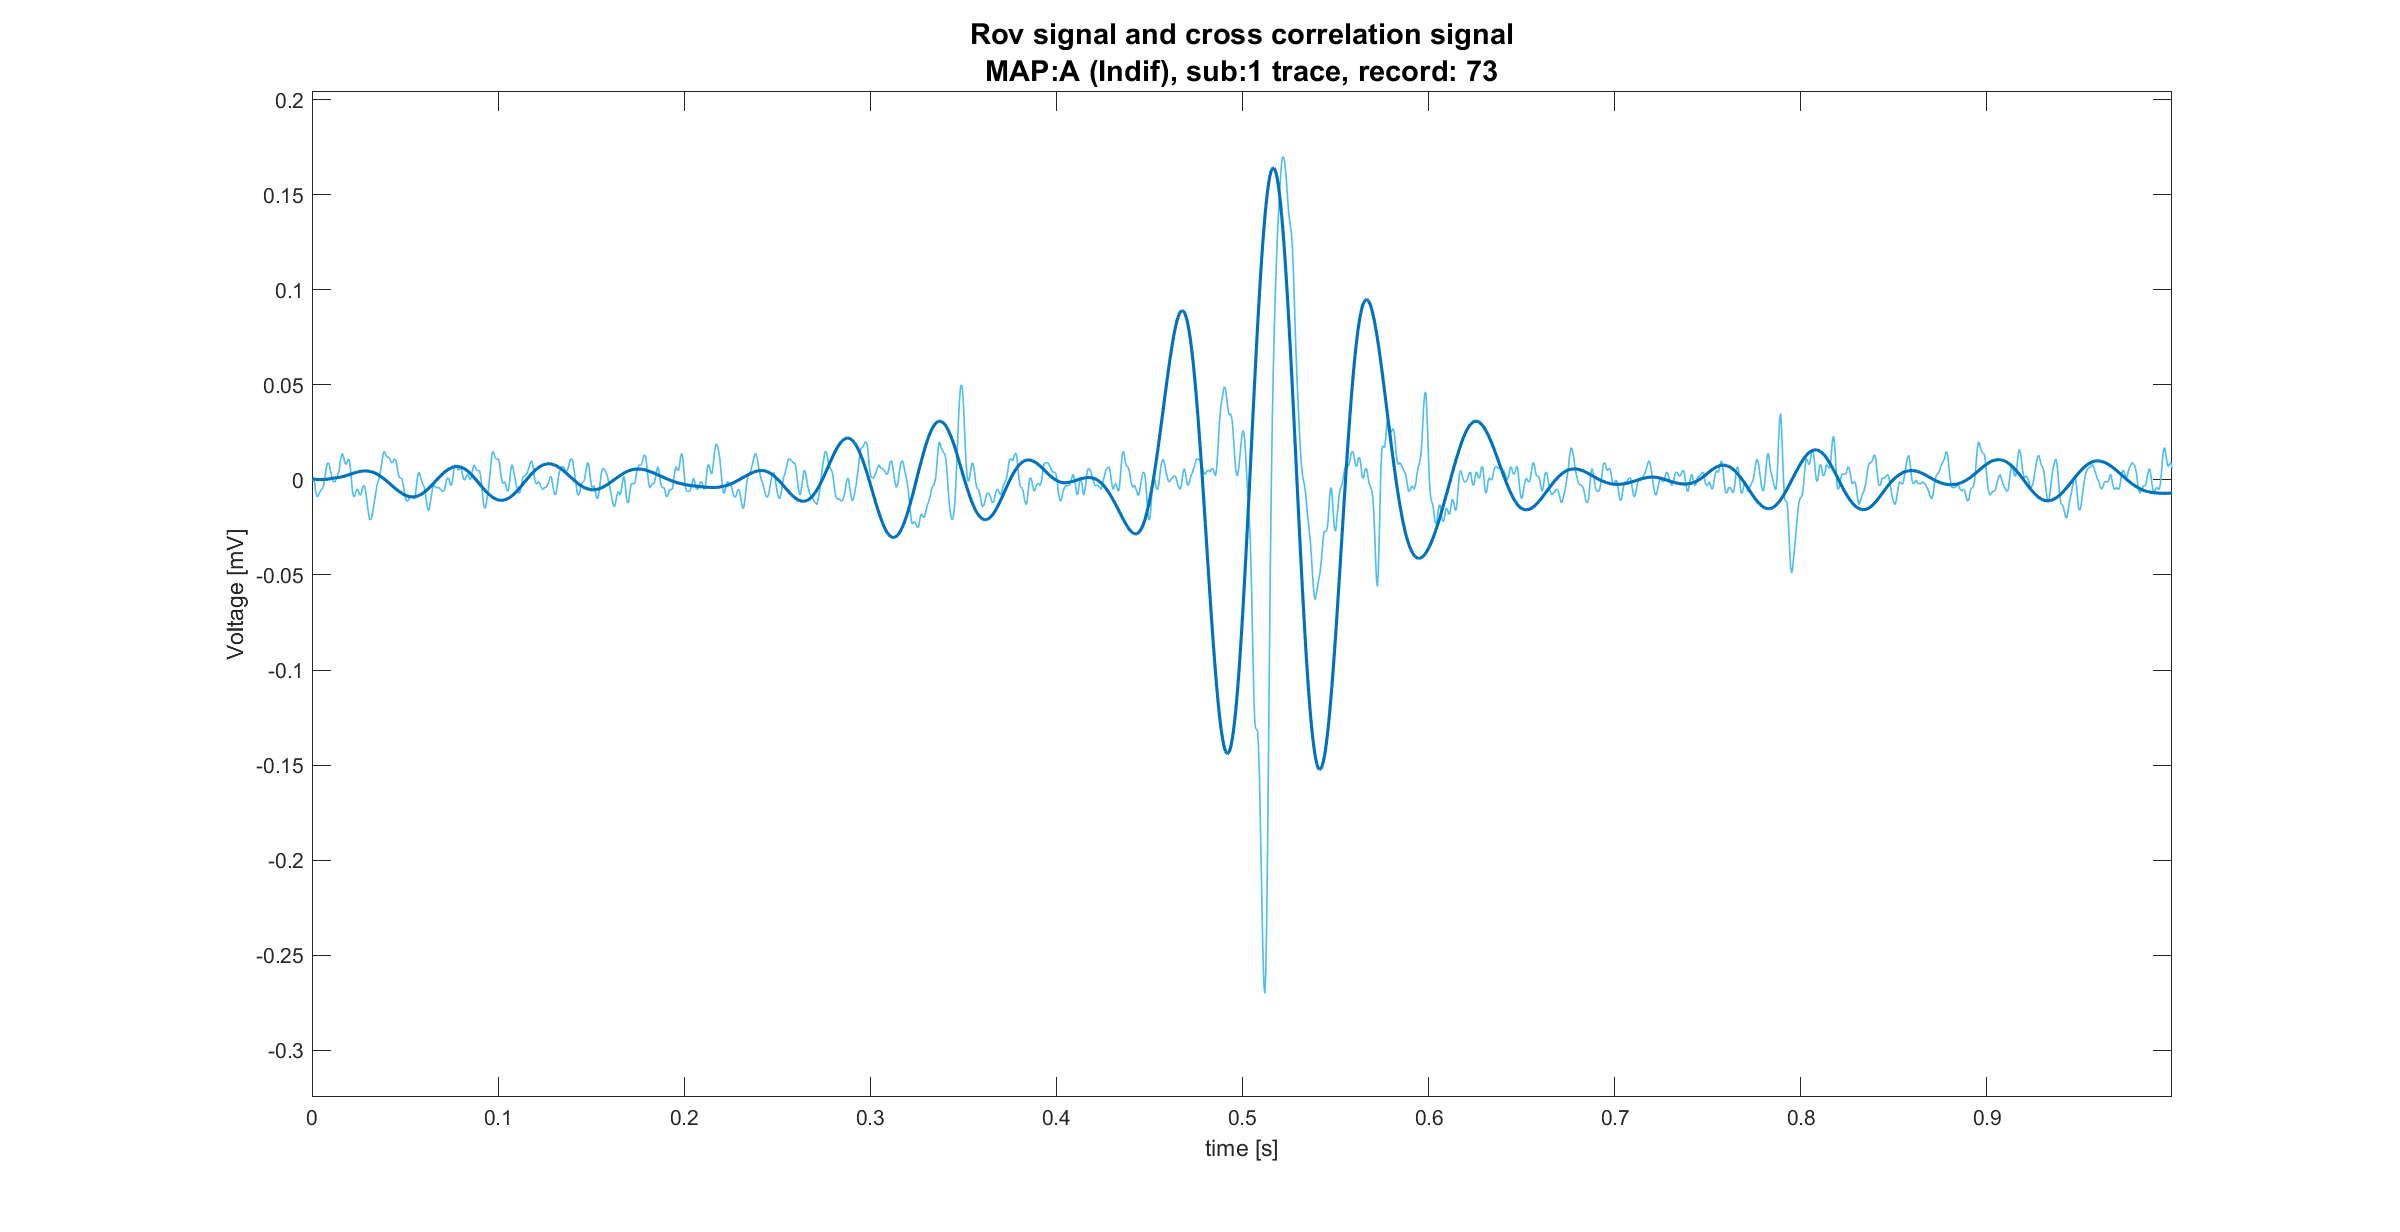 Rov signal and cross correlation signal
MAP:A (Indif), sub:1 trace, record: 73
0.2
0.15
0.1
0.05
0
-0.05
-0.1
-0.15
-0.2
-0.25
-0.3
Voltage [mV]
0 0.1 0.2 0.3 0.4 0.5 0.6 0.7 0.8 0.9
time [s]